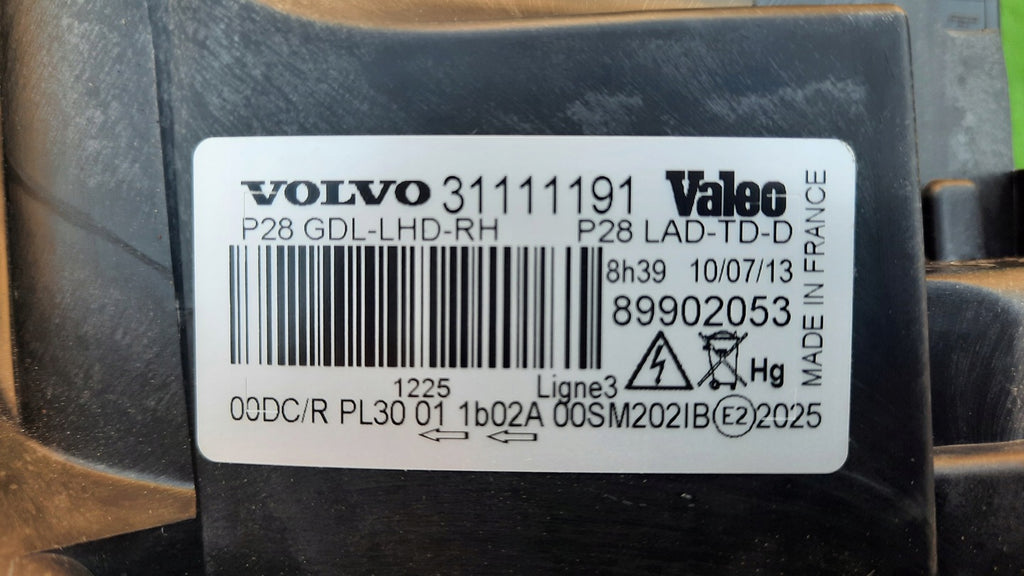 VOLVO 31111191 Valeo
P28 GDL-LHD-RH P28 LAD-TD-D
8h39 10/07/13
89902053
Hg
1225 Ligne3
00DC/R PL30 01 1b02A 00SM202IB E2 2025
MADE IN FRANCE